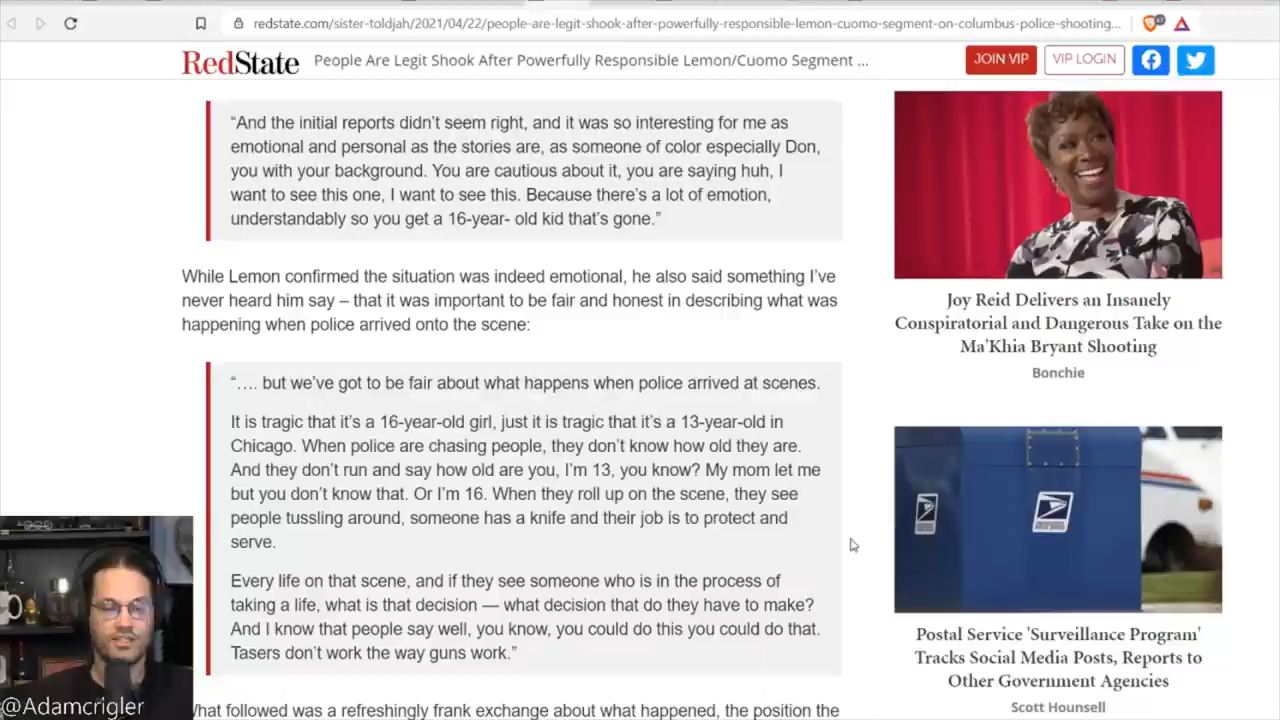 redstate.com/sister-toldjah/2021/04/22/people-are-legit-shook-after-powerfully-responsible-lemon-cuomo-segment-on-columbus-police-shooting...
RedState
People Are Legit Shook After Powerfully Responsible Lemon/Cuomo Segment ...
JOIN VIP
VIP LOGIN
“And the initial reports didn’t seem right, and it was so interesting for me as
emotional and personal as the stories are, as someone of color especially Don,
you with your background. You are cautious about it, you are saying huh, I
want to see this one, I want to see this. Because there’s a lot of emotion,
understandably so you get a 16-year- old kid that’s gone.”
While Lemon confirmed the situation was indeed emotional, he also said something I’ve
never heard him say – that it was important to be fair and honest in describing what was
happening when police arrived onto the scene:
“…. but we’ve got to be fair about what happens when police arrived at scenes.
It is tragic that it’s a 16-year-old girl, just it is tragic that it’s a 13-year-old in
Chicago. When police are chasing people, they don’t know how old they are.
And they don’t run and say how old are you, I’m 13, you know? My mom let me
but you don’t know that. Or I’m 16. When they roll up on the scene, they see
people tussling around, someone has a knife and their job is to protect and
serve.
Every life on that scene, and if they see someone who is in the process of
taking a life, what is that decision — what decision that do they have to make?
And I know that people say well, you know, you could do this you could do that.
Tasers don’t work the way guns work.”
What followed was a refreshingly frank exchange about what happened, the position the
Joy Reid Delivers an Insanely
Conspiratorial and Dangerous Take on the
Ma'Khia Bryant Shooting
Bonchie
Postal Service 'Surveillance Program'
Tracks Social Media Posts, Reports to
Other Government Agencies
Scott Hounsell
@Adamcrigler